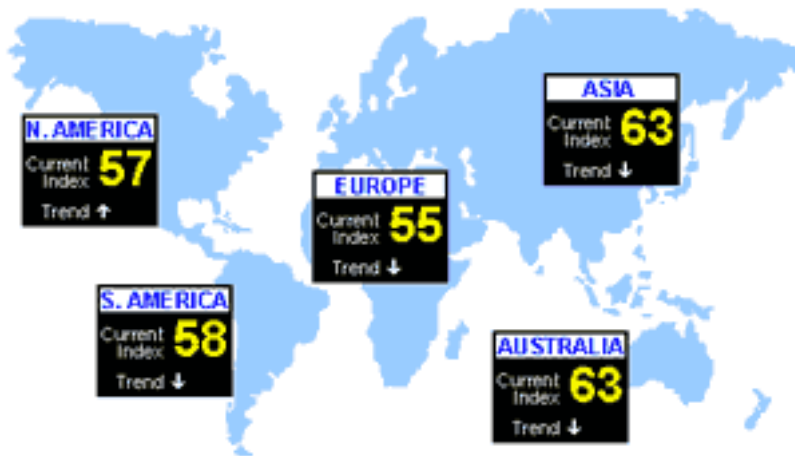 ASIA
Current
Index 63
Trend ↓
N. AMERICA
Current
Index 57
Trend ↑
EUROPE
Current
Index 55
Trend ↓
S. AMERICA
Current
Index 58
Trend ↓
AUSTRALIA
Current
Index 63
Trend ↓